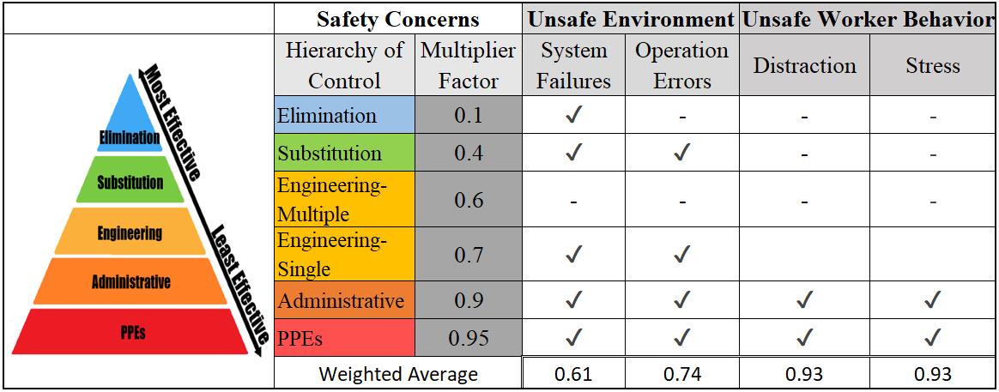 Safety Concerns Unsafe Environment Unsafe Worker Behavior
Hierarchy of Control Multiplier Factor System Failures Operation Errors Distraction Stress
Elimination 0.1 ✓ - - -
Substitution 0.4 ✓ ✓ - -
Engineering-
Multiple 0.6 - - - -
Engineering-
Single 0.7 ✓ ✓
Administrative 0.9 ✓ ✓ ✓ ✓
PPEs 0.95 ✓ ✓ ✓ ✓
Weighted Average 0.61 0.74 0.93 0.93
Most Effective
Least Effective
Elimination
Substitution
Engineering
Administrative
PPEs